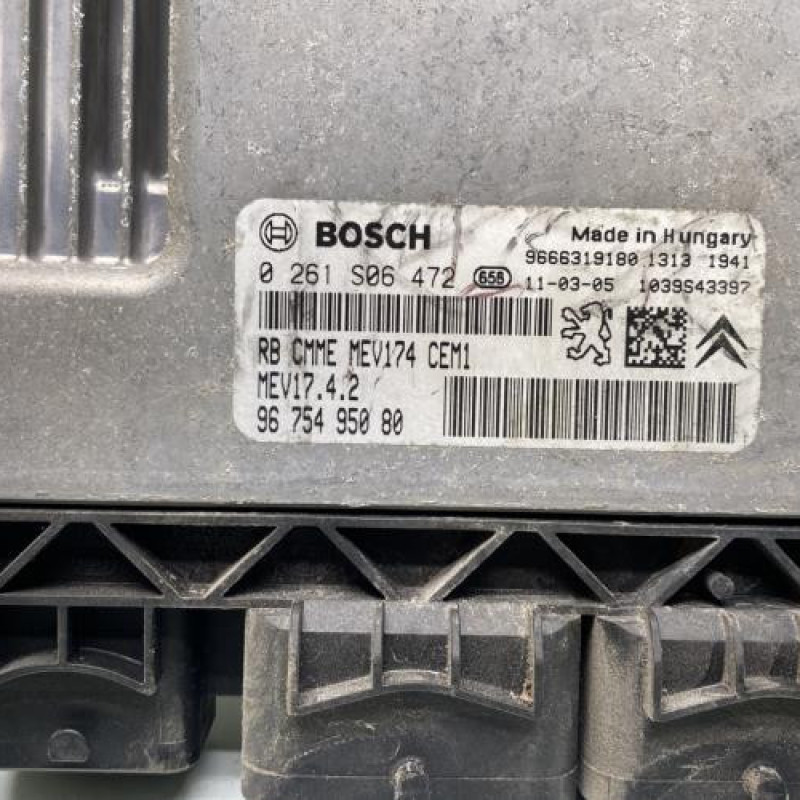 BOSCH
Made in Hungary
9666319180 1313 1941
0 261 S06 472 656 11-03-05 1039S43397
RB CMME MEV174 CEM1
MEV17.4.2
96 754 950 80